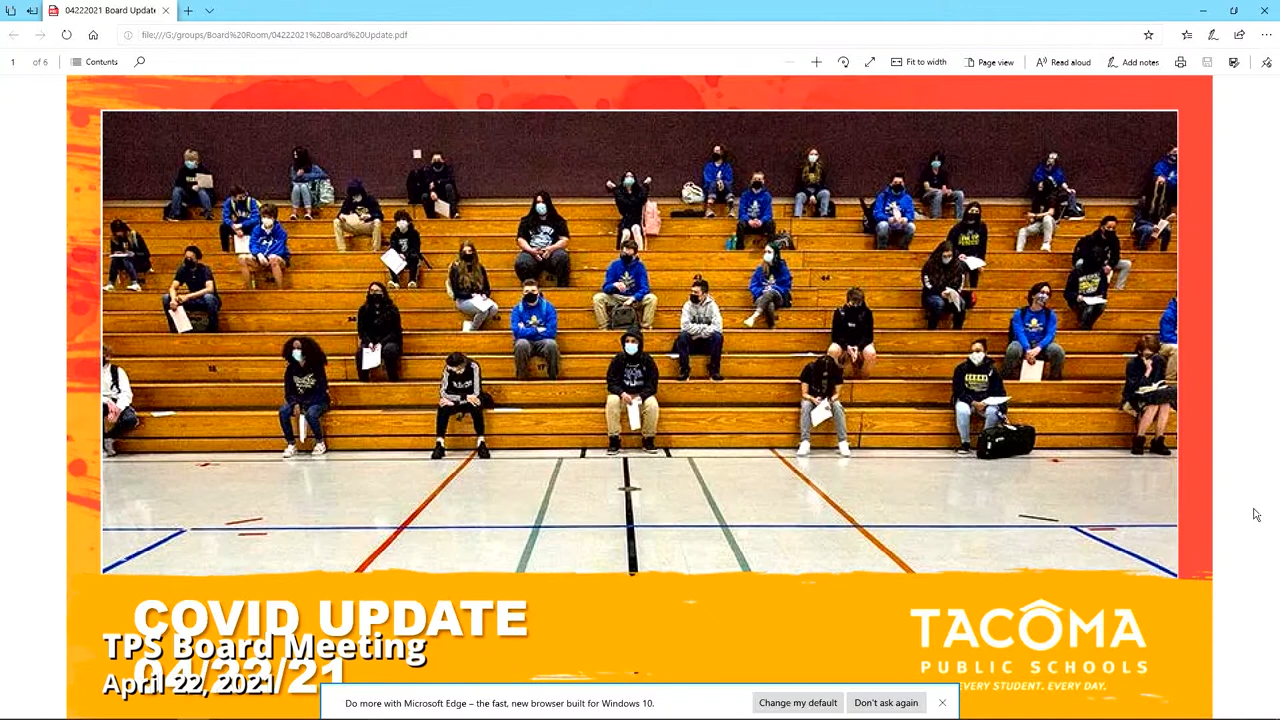 04222021 Board Update
file:///G:/groups/Board%20Room/04222021%20Board%20Update.pdf
1 of 6 Contents Fit to width Page view Read aloud Add notes
COVID UPDATE
TPS Board Meeting
04/22/21
April 22, 2021
TACOMA
PUBLIC SCHOOLS
EVERY STUDENT. EVERY DAY.
Do more with Microsoft Edge – the fast, new browser built for Windows 10. Change my default Don't ask again